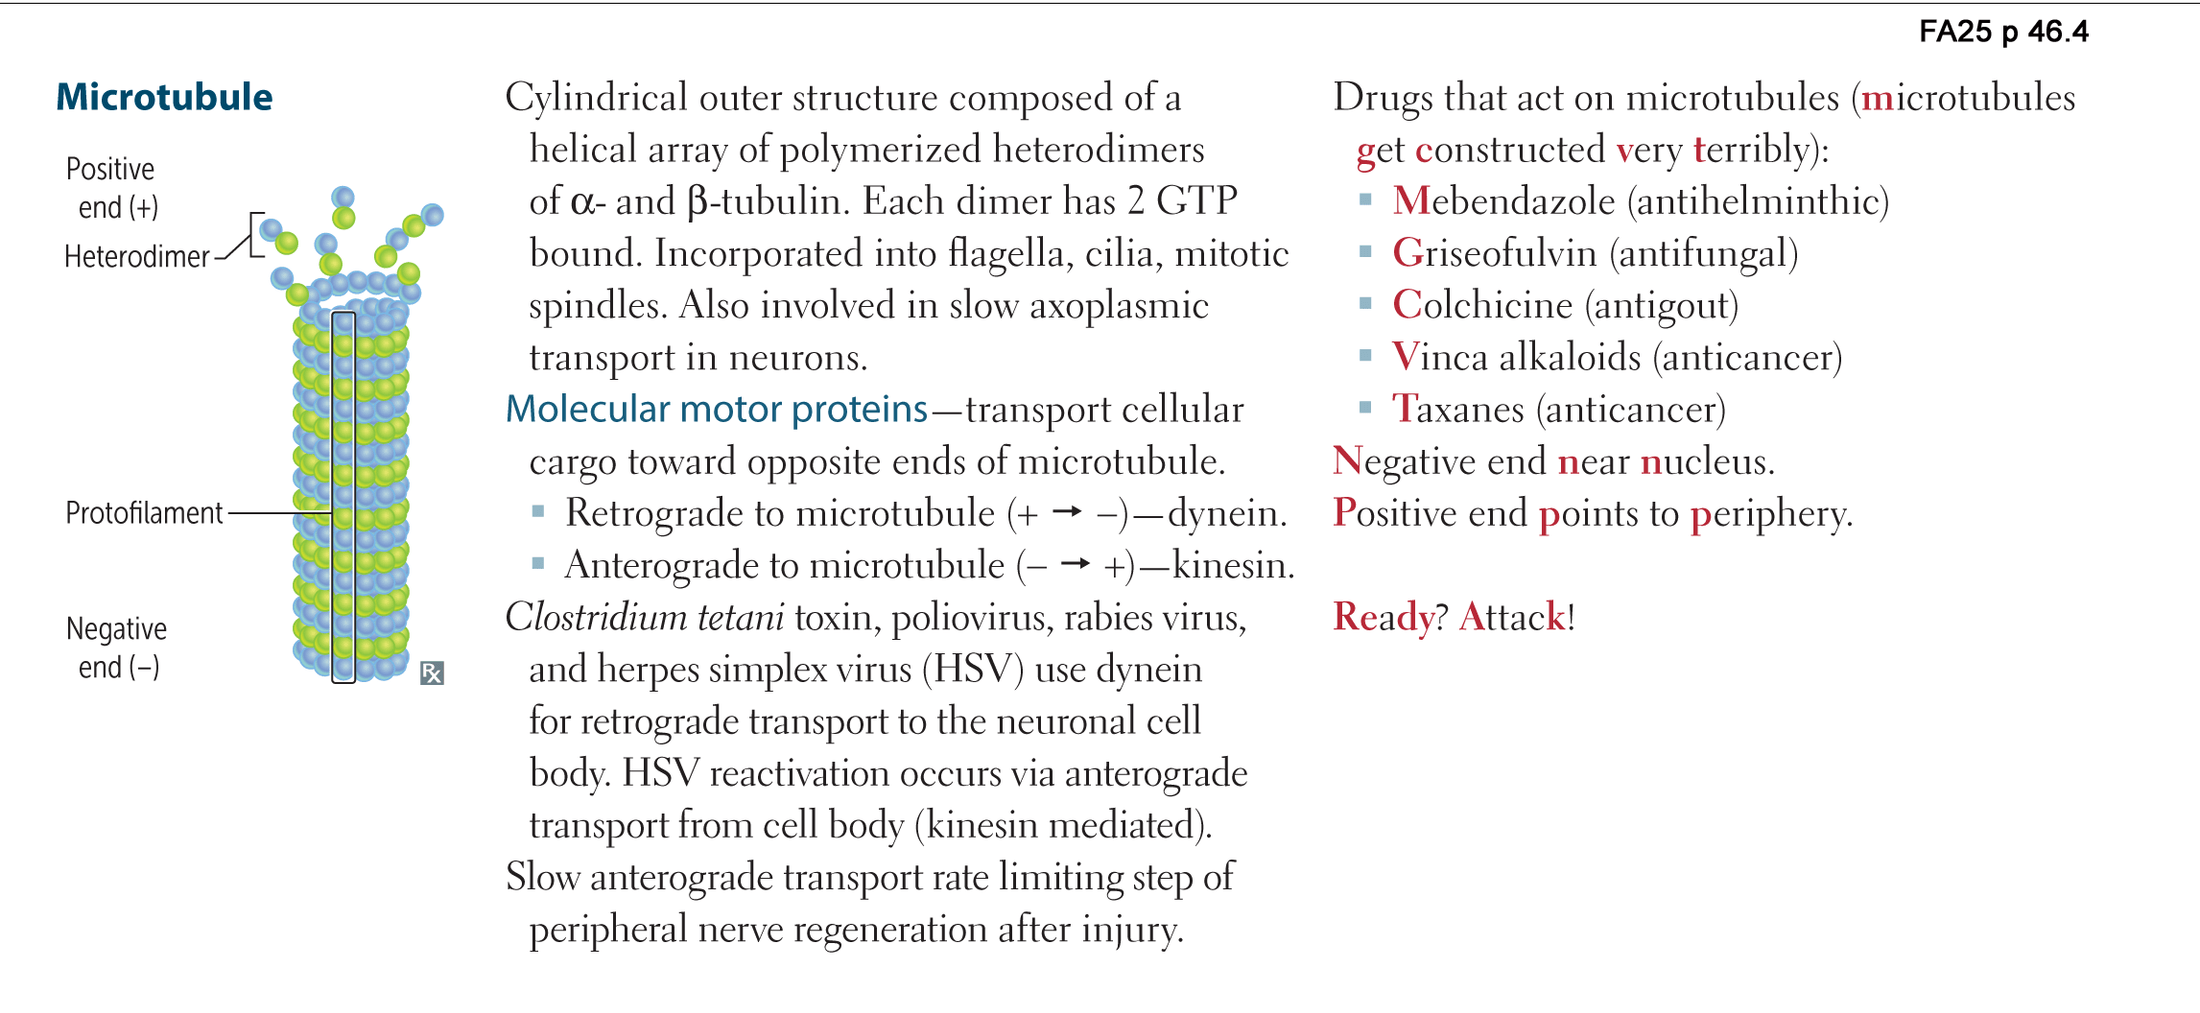 FA25 p 46.4
Microtubule
Positive
end (+)
Heterodimer
Protofilament
Negative
end (–)
Rx
Cylindrical outer structure composed of a
helical array of polymerized heterodimers
of α- and β-tubulin. Each dimer has 2 GTP
bound. Incorporated into flagella, cilia, mitotic
spindles. Also involved in slow axoplasmic
transport in neurons.
Molecular motor proteins—transport cellular
cargo toward opposite ends of microtubule.
▪ Retrograde to microtubule (+ → –)—dynein.
▪ Anterograde to microtubule (– → +)—kinesin.
Clostridium tetani toxin, poliovirus, rabies virus,
and herpes simplex virus (HSV) use dynein
for retrograde transport to the neuronal cell
body. HSV reactivation occurs via anterograde
transport from cell body (kinesin mediated).
Slow anterograde transport rate limiting step of
peripheral nerve regeneration after injury.
Drugs that act on microtubules (microtubules
get constructed very terribly):
▪ Mebendazole (antihelminthic)
▪ Griseofulvin (antifungal)
▪ Colchicine (antigout)
▪ Vinca alkaloids (anticancer)
▪ Taxanes (anticancer)
Negative end near nucleus.
Positive end points to periphery.
Ready? Attack!